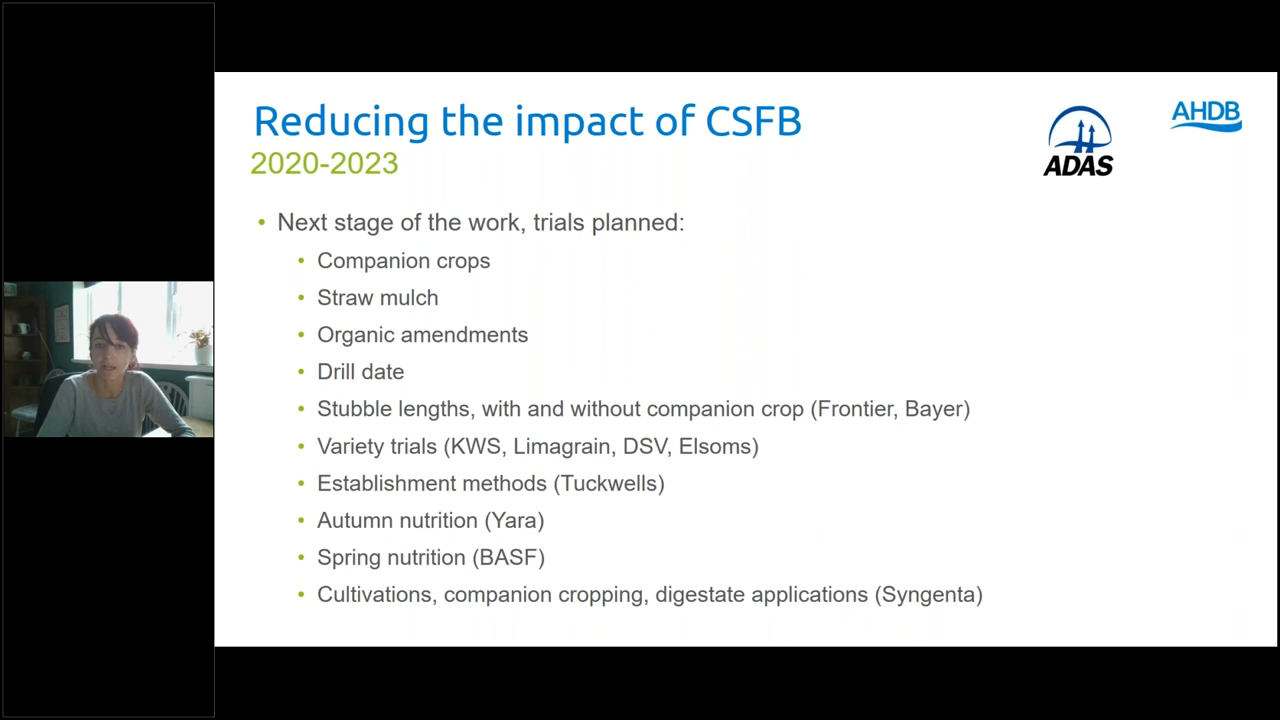 Reducing the impact of CSFB
2020-2023
ADAS
AHDB
• Next stage of the work, trials planned:
• Companion crops
• Straw mulch
• Organic amendments
• Drill date
• Stubble lengths, with and without companion crop (Frontier, Bayer)
• Variety trials (KWS, Limagrain, DSV, Elsoms)
• Establishment methods (Tuckwells)
• Autumn nutrition (Yara)
• Spring nutrition (BASF)
• Cultivations, companion cropping, digestate applications (Syngenta)